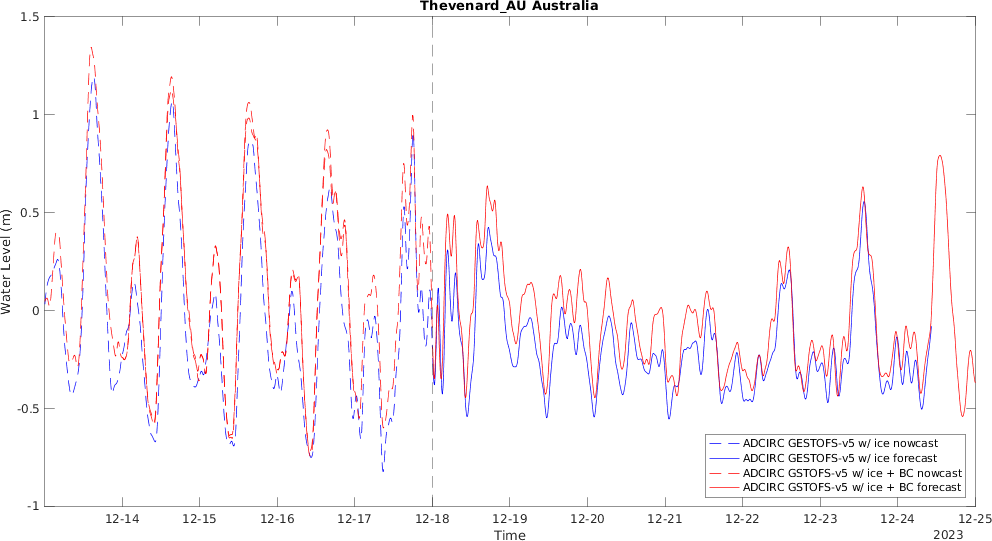 Thevenard_AU Australia
1.5
1
0.5
0
-0.5
-1
Water Level (m)
12-14 12-15 12-16 12-17 12-18 12-19 12-20 12-21 12-22 12-23 12-24 12-25
Time
2023
ADCIRC GESTOFS-v5 w/ ice nowcast
ADCIRC GESTOFS-v5 w/ ice forecast
ADCIRC GSTOFS-v5 w/ ice + BC nowcast
ADCIRC GSTOFS-v5 w/ ice + BC forecast